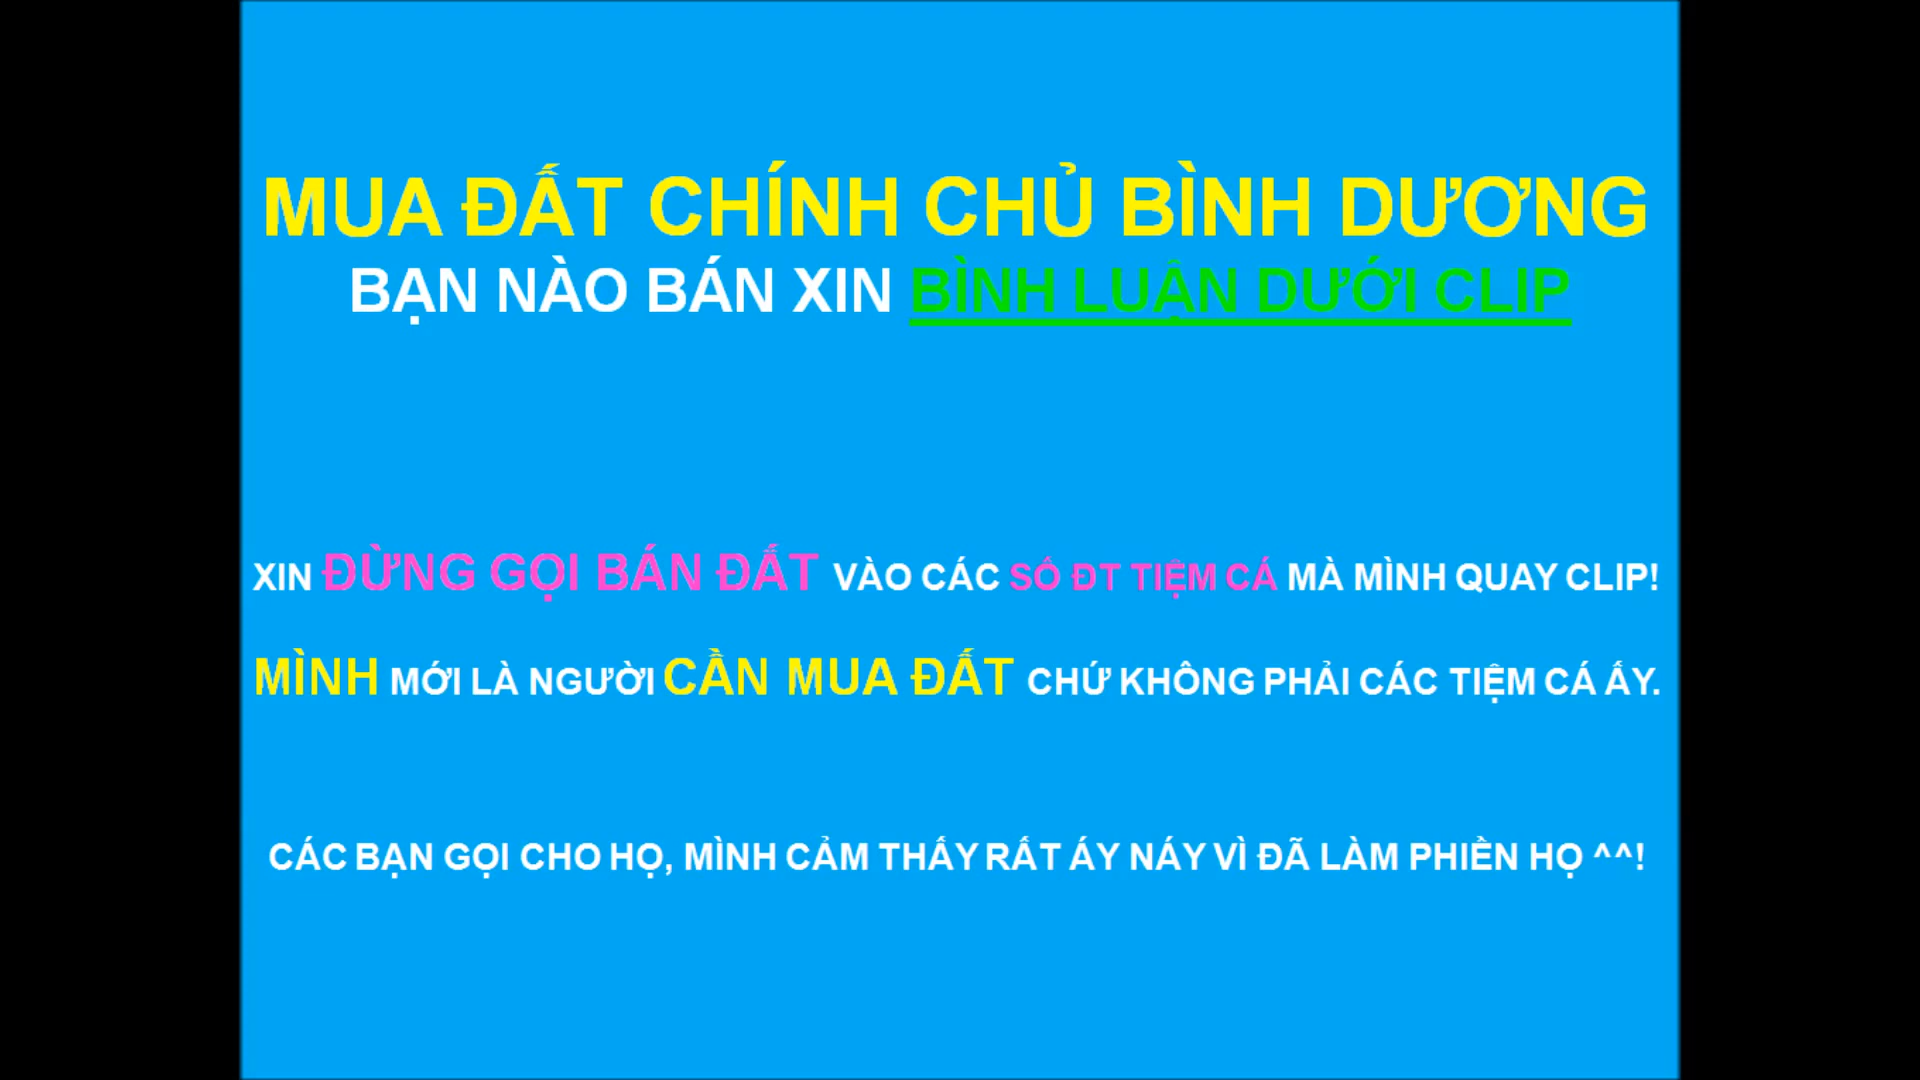 MUA ĐẤT CHÍNH CHỦ BÌNH DƯƠNG
BẠN NÀO BÁN XIN BÌNH LUẬN DƯỚI CLIP
XIN ĐỪNG GỌI BÁN ĐẤT VÀO CÁC SỐ ĐT TIỆM CÁ MÀ MÌNH QUAY CLIP!
MÌNH MỚI LÀ NGƯỜI CẦN MUA ĐẤT CHỨ KHÔNG PHẢI CÁC TIỆM CÁ ẤY.
CÁC BẠN GỌI CHO HỌ, MÌNH CẢM THẤY RẤT ÁY NÁY VÌ ĐÃ LÀM PHIỀN HỌ ^^!